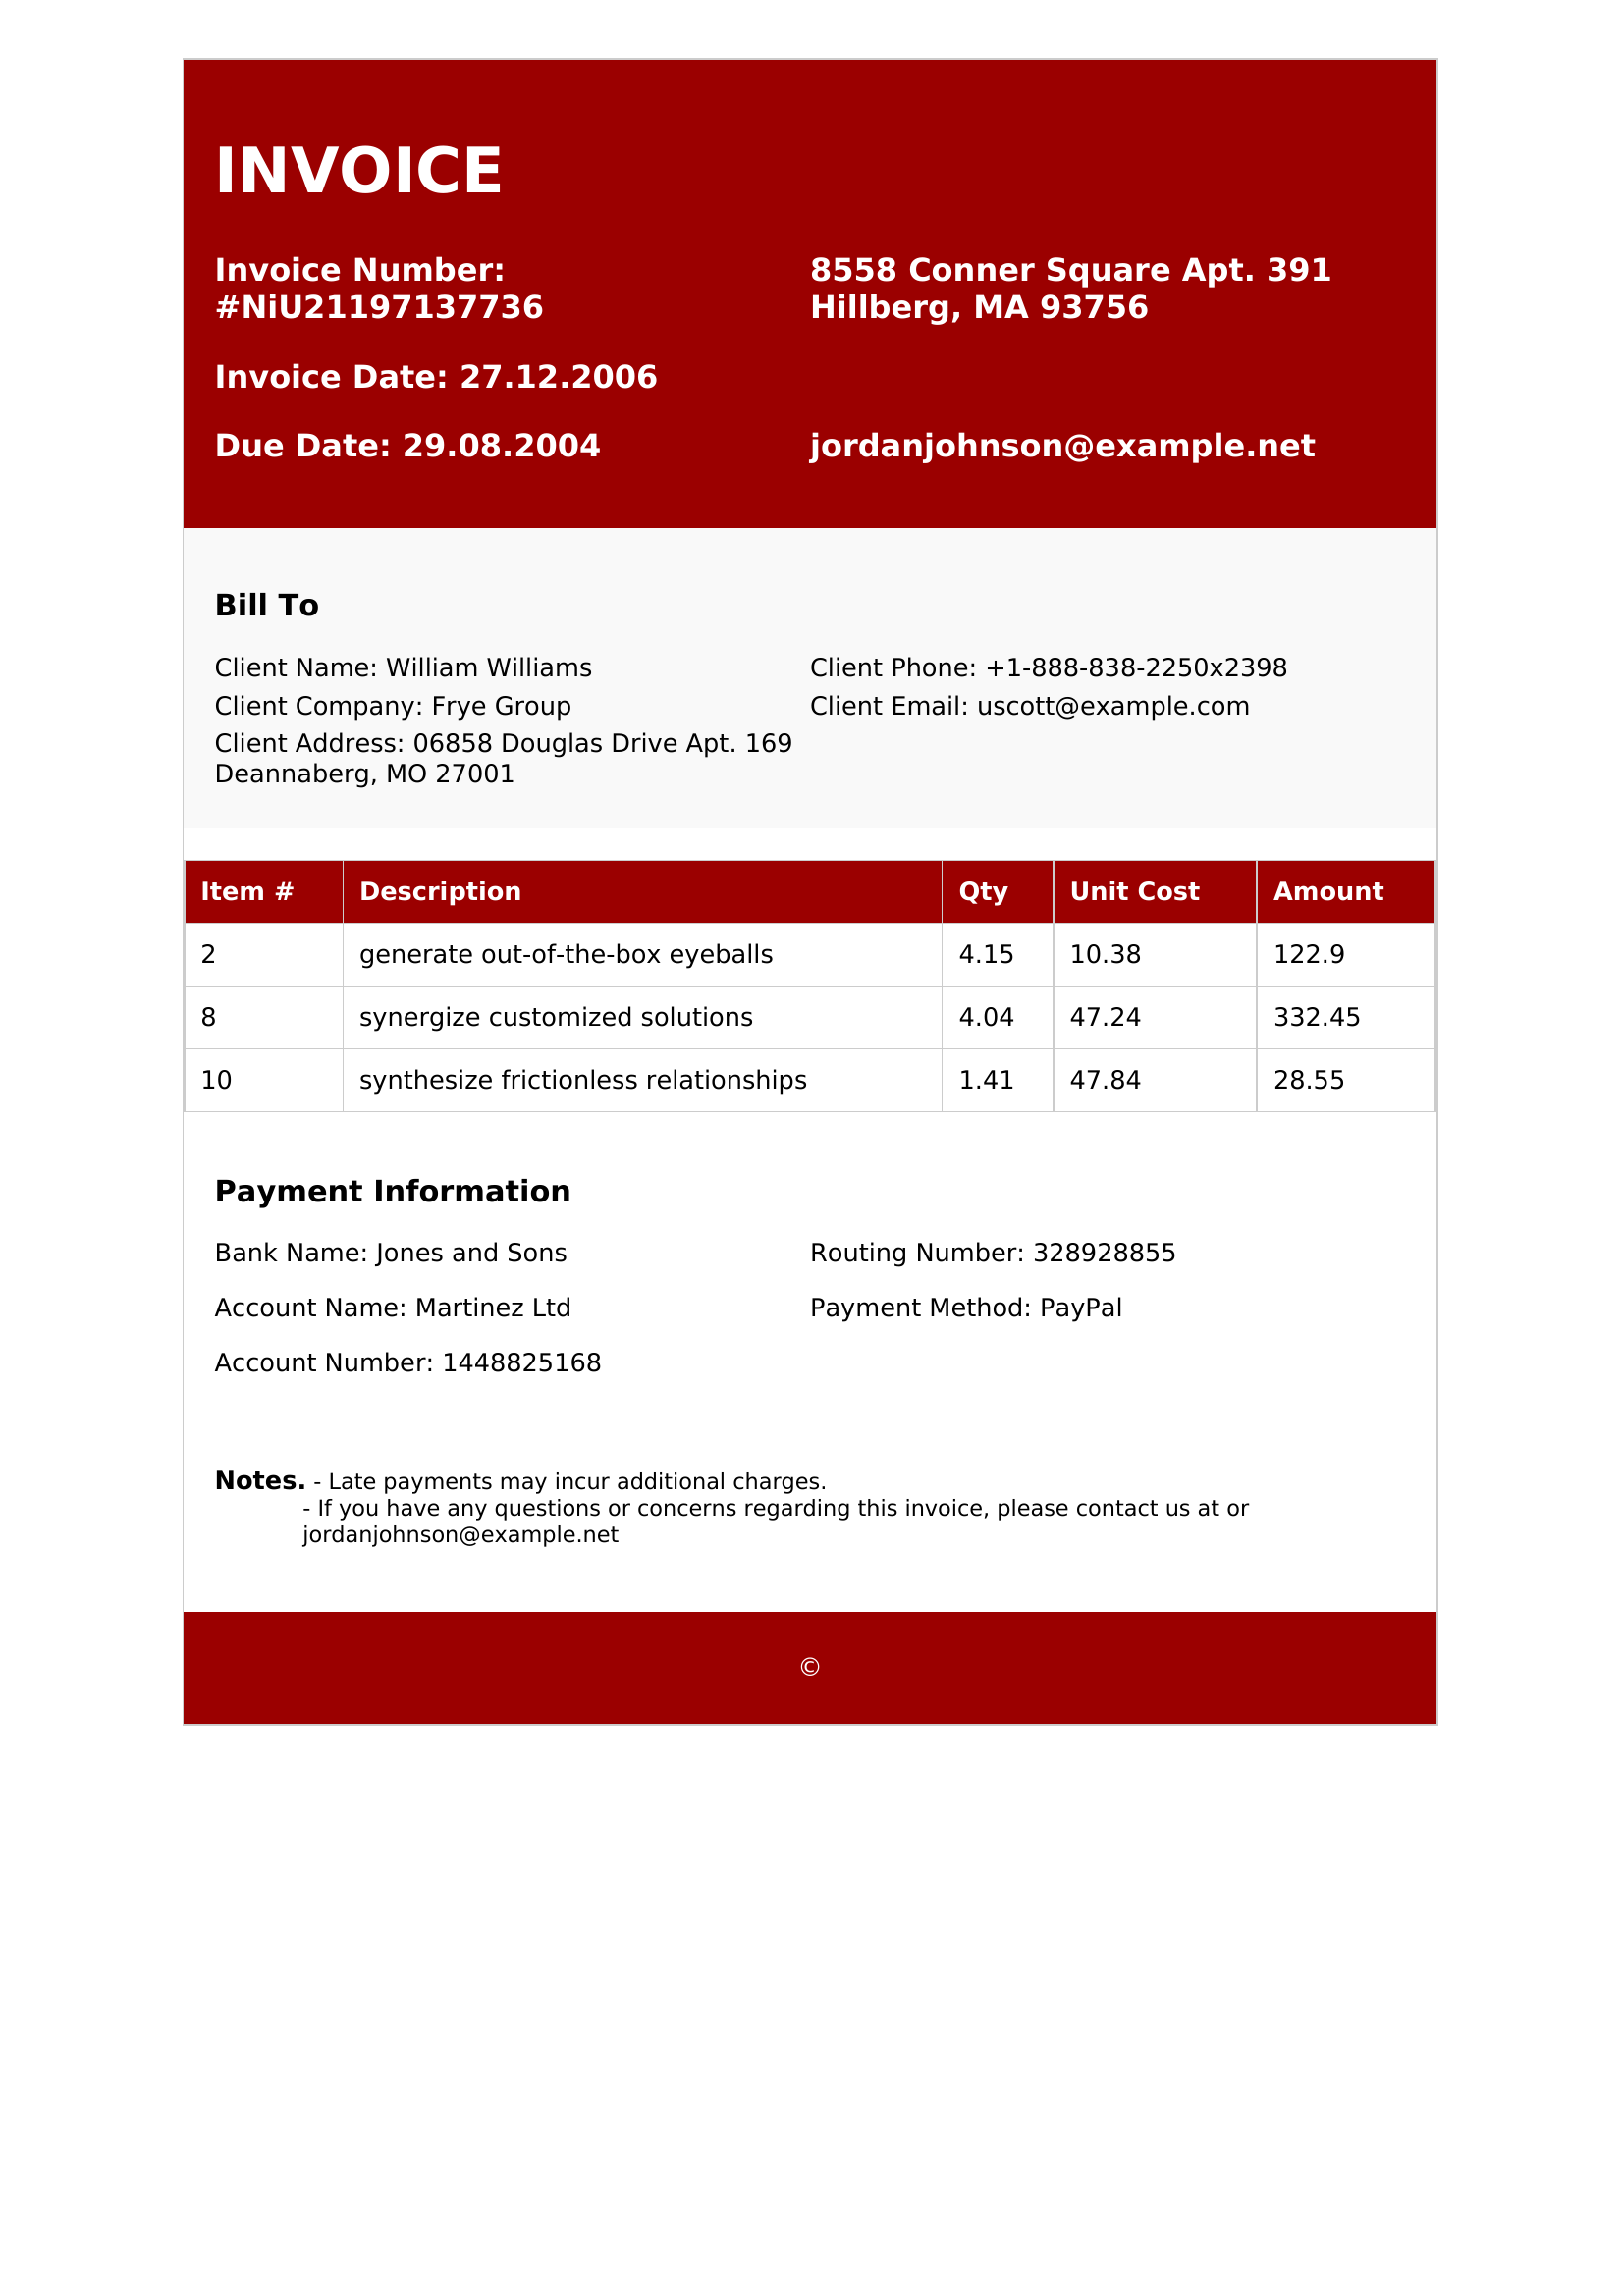 INVOICE
Invoice Number:
#NiU21197137736
8558 Conner Square Apt. 391
Hillberg, MA 93756
Invoice Date: 27.12.2006
Due Date: 29.08.2004
jordanjohnson@example.net
Bill To
Client Name: William Williams
Client Phone: +1-888-838-2250x2398
Client Company: Frye Group
Client Email: uscott@example.com
Client Address: 06858 Douglas Drive Apt. 169
Deannaberg, MO 27001
Item # Description Qty Unit Cost Amount
2 generate out-of-the-box eyeballs 4.15 10.38 122.9
8 synergize customized solutions 4.04 47.24 332.45
10 synthesize frictionless relationships 1.41 47.84 28.55
Payment Information
Bank Name: Jones and Sons
Routing Number: 328928855
Account Name: Martinez Ltd
Payment Method: PayPal
Account Number: 1448825168
Notes. - Late payments may incur additional charges.
- If you have any questions or concerns regarding this invoice, please contact us at or
jordanjohnson@example.net
©